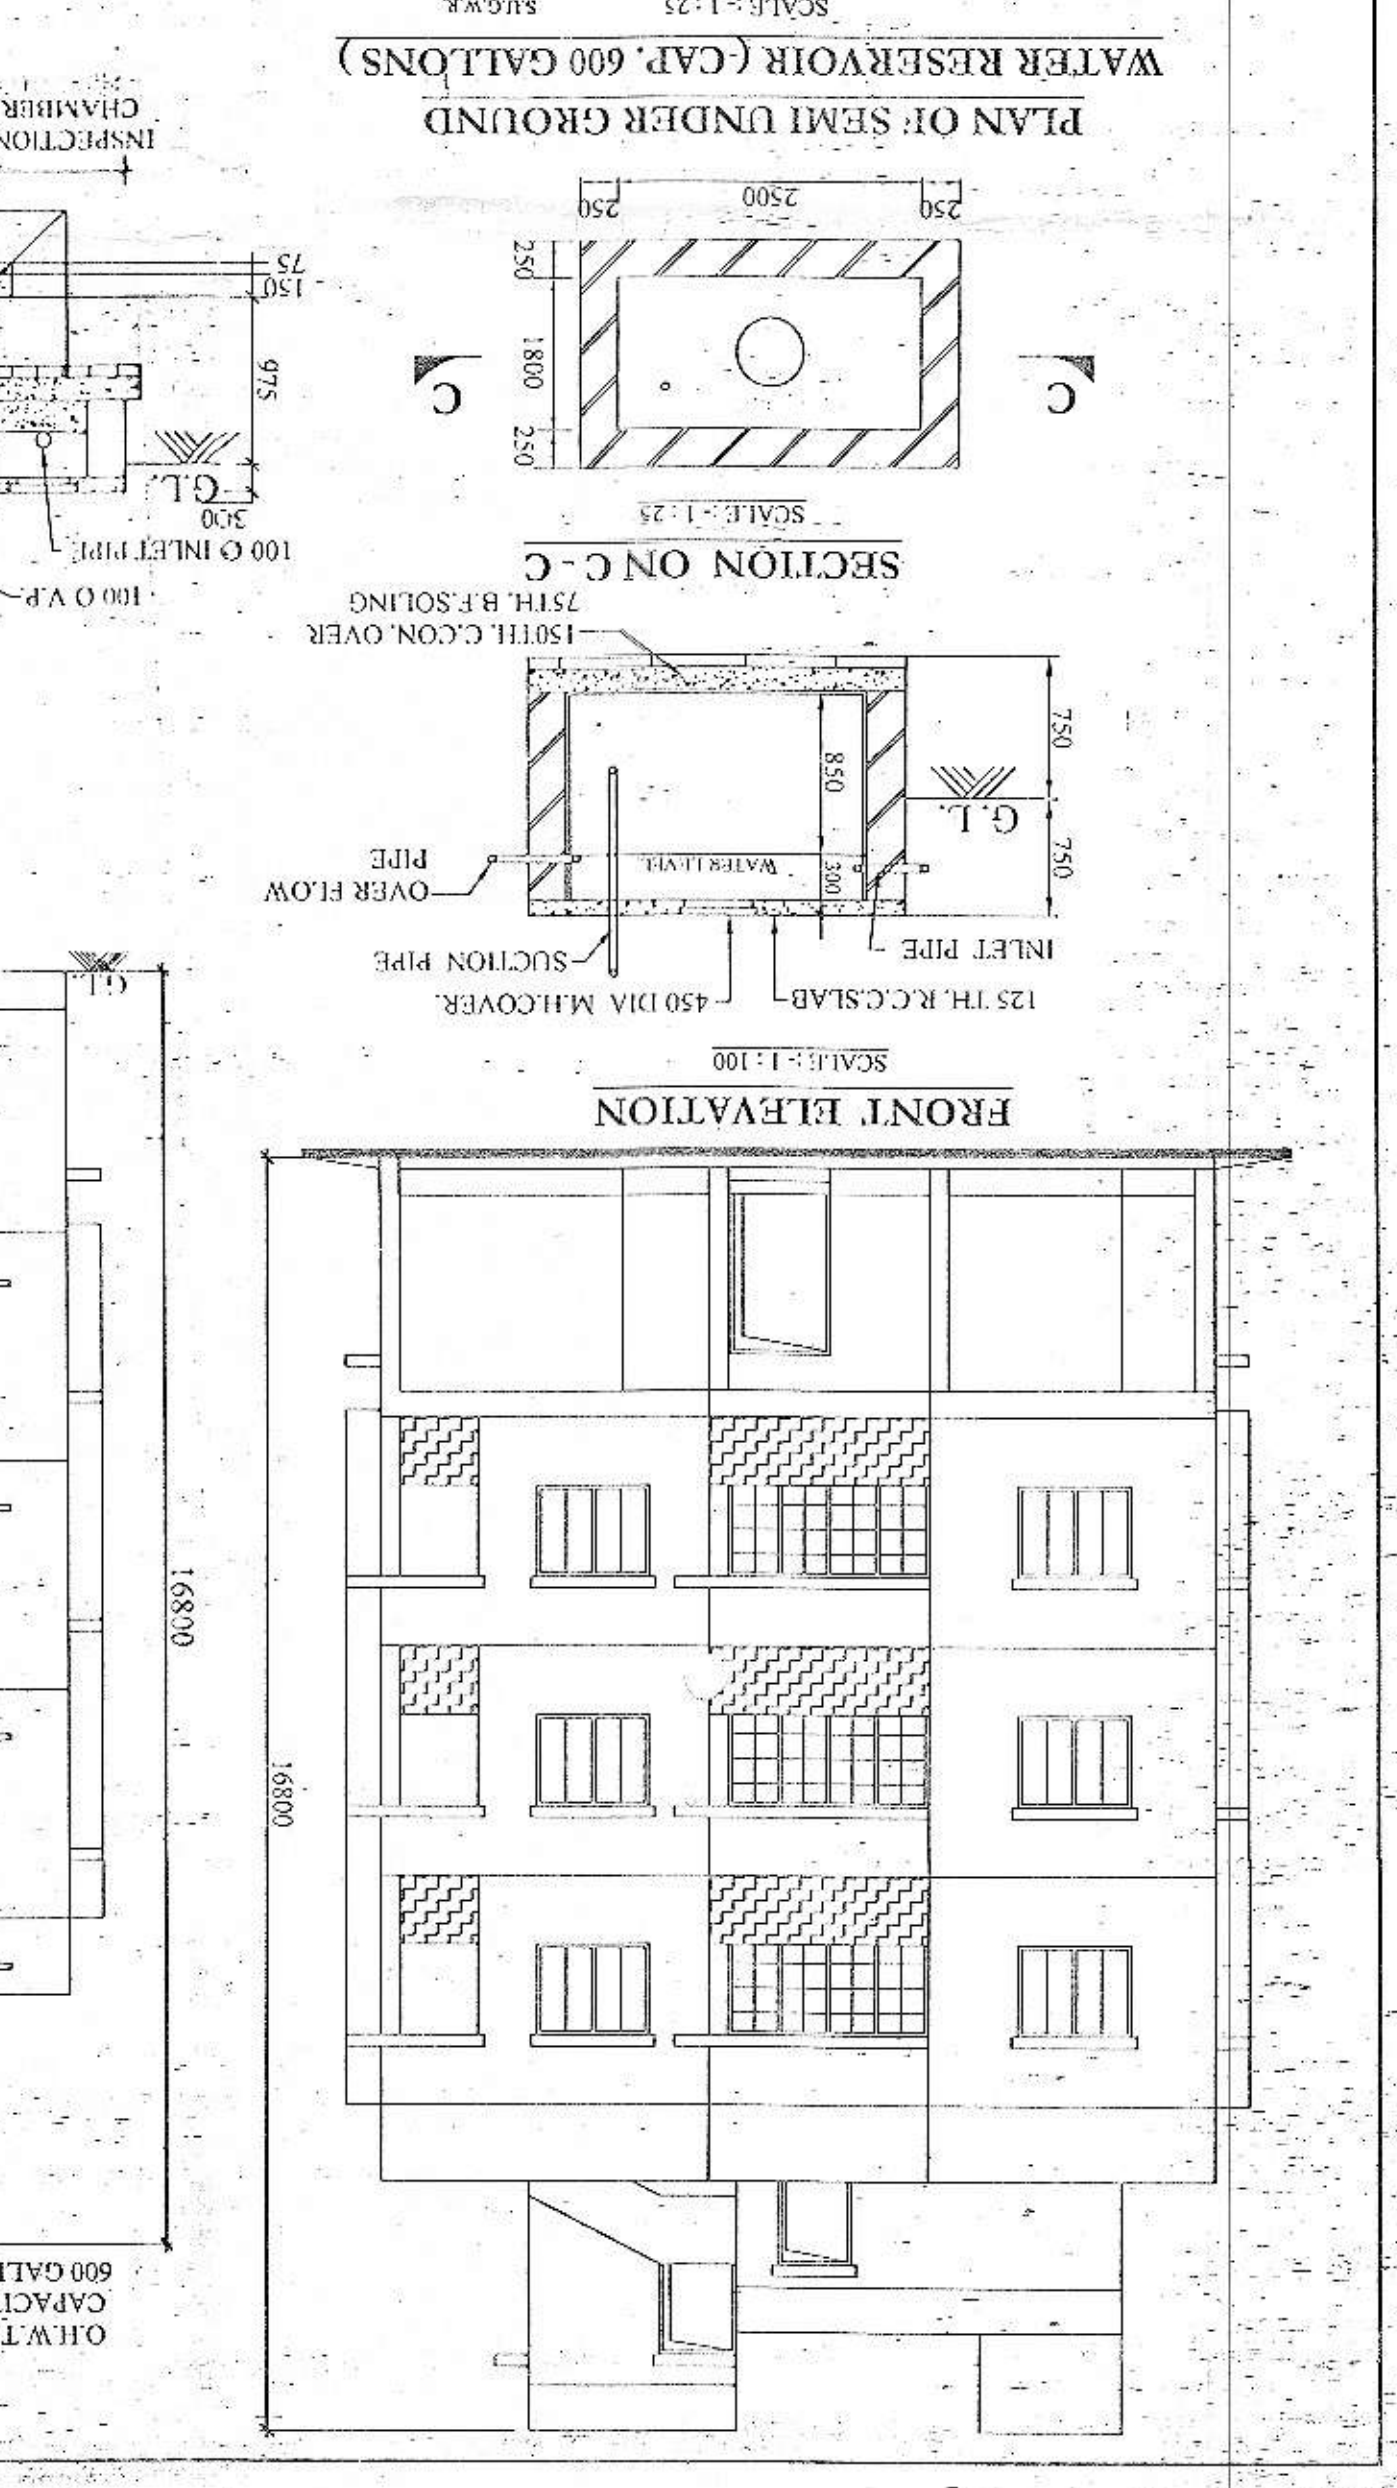 O.H.W.T.
CAPACI
600 GALL
16800
16800
G.L.
FRONT ELEVATION
SCALE :- 1 : 100
125 TH. R.C.C.SLAB
450 DIA M.H.COVER.
INLET PIPE
SUCTION PIPE
OVER FLOW
PIPE
WATER LEVEL
300
850
750
G.L.
750
150TH. C.CON. OVER
75TH. B.F.SOLING
SECTION ON C - C
SCALE :- 1 : 25
100 O V.P.
100 O INLET PIPE
300
G.L.
975
150
75
250
1800
250
C
C
250
2500
250
INSPECTION
CHAMBER
PLAN OF SEMI UNDER GROUND
WATER RESERVOIR ( CAP. 600 GALLONS )
SCALE :- 1 : 25
S.U.G.W.R.